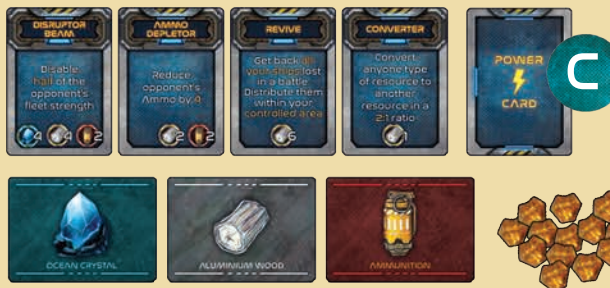 DISRUPTOR
BEAM
Disable
half of the
opponent's
fleet strength
4 4 2
AMMO
DEPLETOR
Reduce
opponent's
Ammo by 4
2 2
REVIVE
Get back all
your ships lost
in a battle.
Distribute them
within your
controlled area
6
CONVERTER
Convert
anyone type
of resource to
another
resource in a
2:1 ratio
1
POWER
CARD
C
OCEAN CRYSTAL
ALUMINIUM WOOD
AMMUNITION